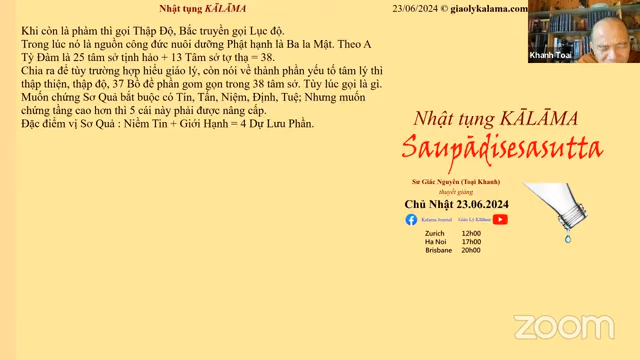 Nhật tụng KĀLĀMA
23/06/2024 © giaolykalama.com
Khi còn là phàm thì gọi Thập Độ, Bắc truyền gọi Lục độ.
Trong lúc nó là nguồn công đức nuôi dưỡng Phật hạnh là Ba la Mật. Theo A
Tỳ Đàm là 25 tâm sở tịnh hảo + 13 Tâm sở tợ tha = 38.
Chia ra để tùy trường hợp hiểu giáo lý, còn nói về thành phần yếu tố tâm lý thì
thập thiện, thập độ, 37 Bồ đề phần gom gọn trong 38 tâm sở. Tùy lúc gọi là gì.
Muốn chứng Sơ Quả bắt buộc có Tín, Tấn, Niệm, Định, Tuệ; Nhưng muốn
chứng tầng cao hơn thì 5 cái này phải được nâng cấp.
Đặc điểm vị Sơ Quả : Niềm Tin + Giới Hạnh = 4 Dự Lưu Phần.
Khanh Toai
Nhật tụng KĀLĀMA
Saupādisesasutta
Sư Giác Nguyên (Toại Khanh)
thuyết giảng
Chủ Nhật 23.06.2024
Kalama Journal Giáo Lý Kālāma
Zurich 12h00
Ha Noi 17h00
Brisbane 20h00
zoom